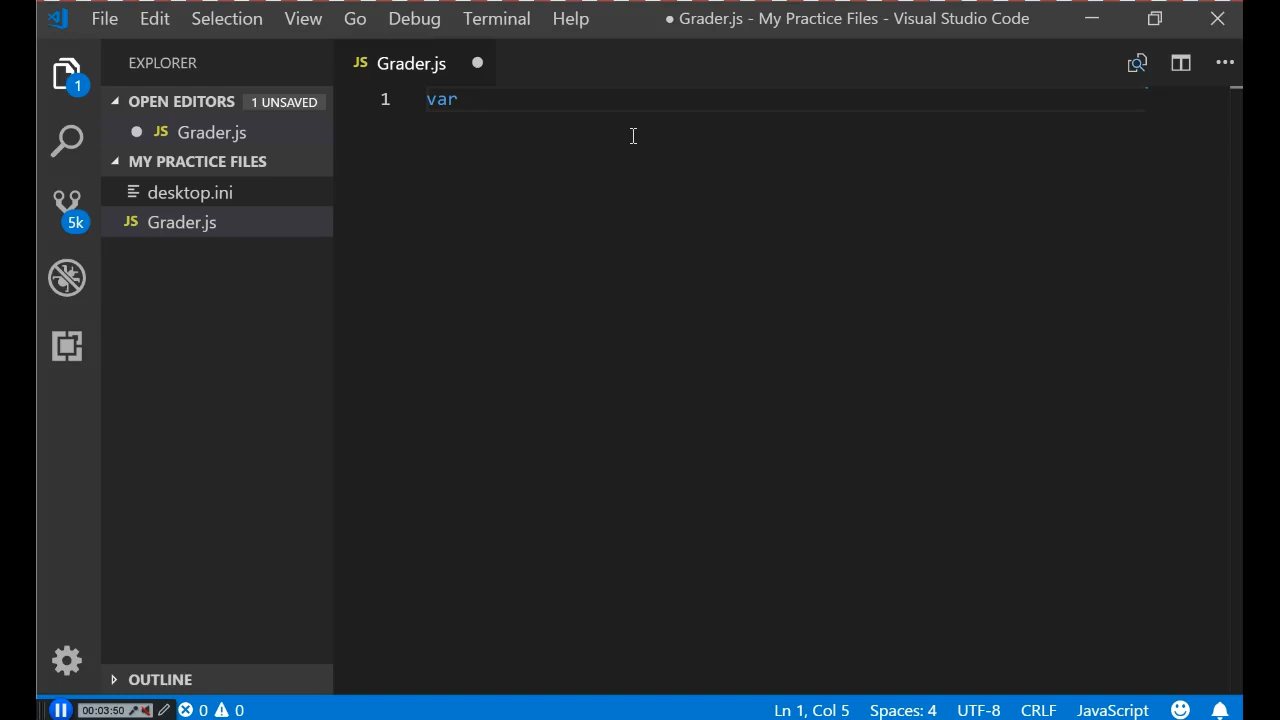 File Edit Selection View Go Debug Terminal Help ● Grader.js - My Practice Files - Visual Studio Code
EXPLORER
JS Grader.js
1
OPEN EDITORS 1 UNSAVED
1 var
JS Grader.js
MY PRACTICE FILES
desktop.ini
5k
JS Grader.js
OUTLINE
00:03:50 0 0 Ln 1, Col 5 Spaces: 4 UTF-8 CRLF JavaScript